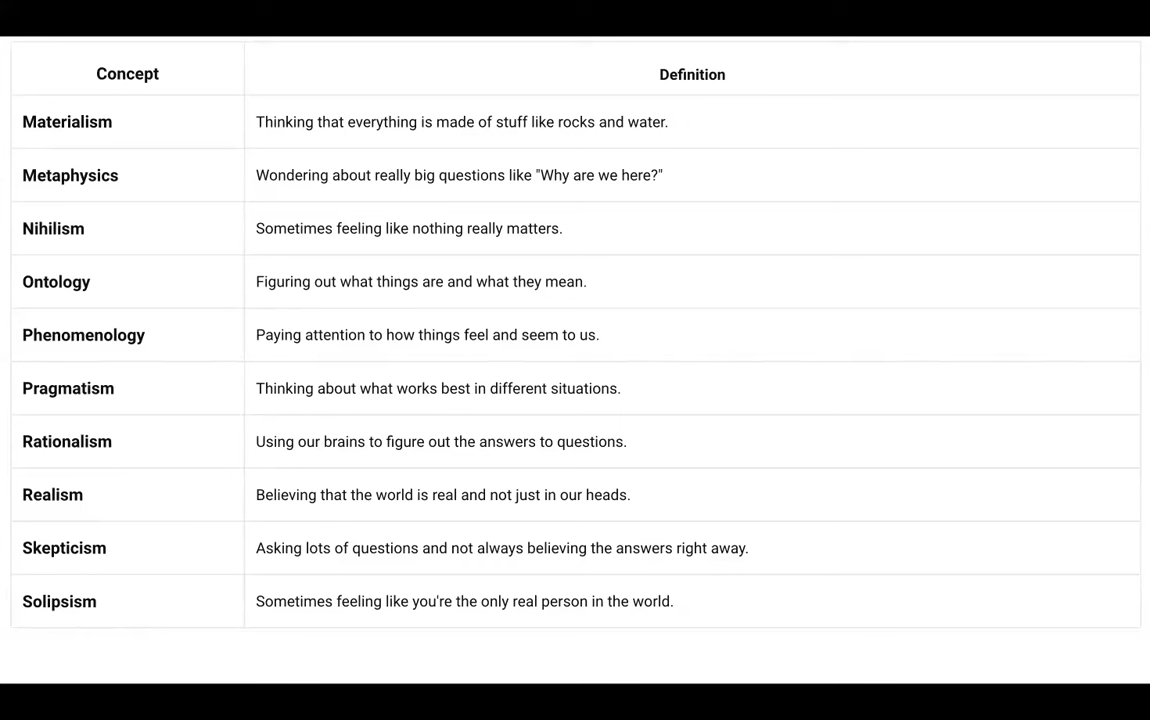 Concept Definition
Materialism Thinking that everything is made of stuff like rocks and water.
Metaphysics Wondering about really big questions like "Why are we here?"
Nihilism Sometimes feeling like nothing really matters.
Ontology Figuring out what things are and what they mean.
Phenomenology Paying attention to how things feel and seem to us.
Pragmatism Thinking about what works best in different situations.
Rationalism Using our brains to figure out the answers to questions.
Realism Believing that the world is real and not just in our heads.
Skepticism Asking lots of questions and not always believing the answers right away.
Solipsism Sometimes feeling like you're the only real person in the world.